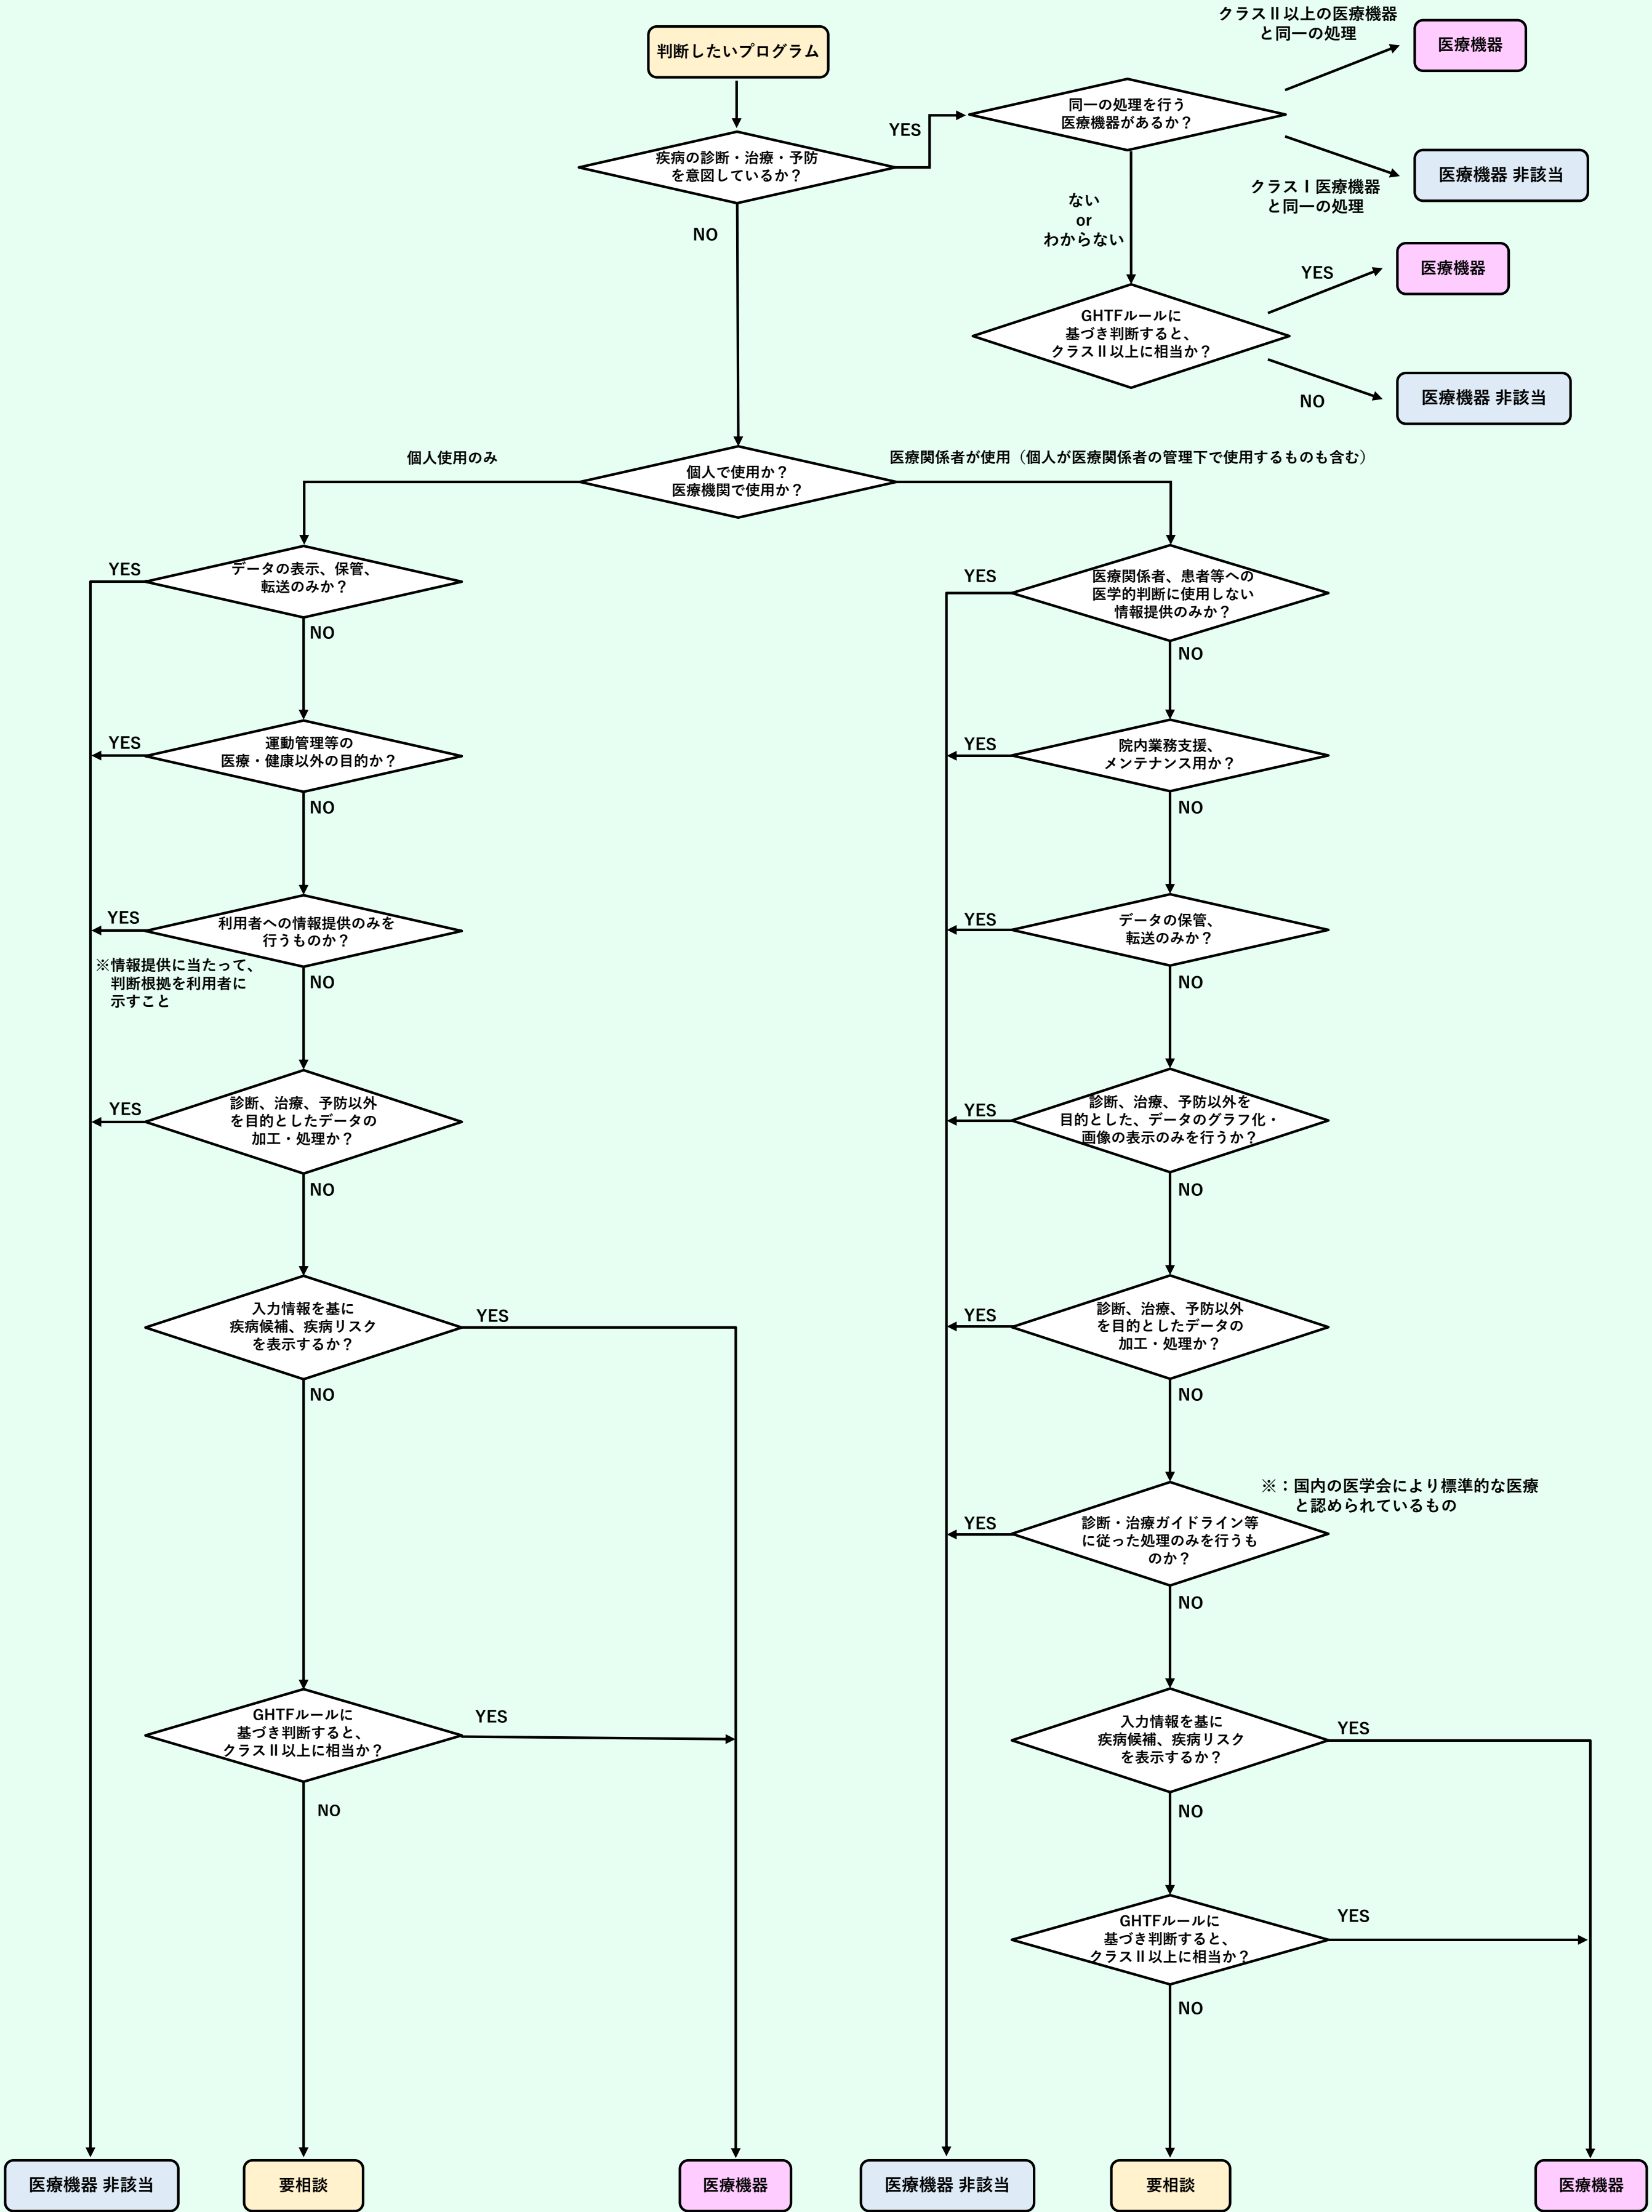 判断したいプログラム
疾病の診断・治療・予防
を意図しているか？
YES
同一の処理を行う
医療機器があるか？
クラスⅡ以上の医療機器
と同一の処理
医療機器
クラスⅠ医療機器
と同一の処理
医療機器 非該当
ない
or
わからない
GHTFルールに
基づき判断すると、
クラスⅡ以上に相当か？
YES
医療機器
NO
医療機器 非該当
NO
個人で使用か？
医療機関で使用か？
個人使用のみ
医療関係者が使用（個人が医療関係者の管理下で使用するものも含む）
データの表示、保管、
転送のみか？
YES
NO
運動管理等の
医療・健康以外の目的か？
YES
NO
利用者への情報提供のみを
行うものか？
YES
※情報提供に当たって、
判断根拠を利用者に
示すこと
NO
診断、治療、予防以外
を目的としたデータの
加工・処理か？
YES
NO
入力情報を基に
疾病候補、疾病リスク
を表示するか？
YES
NO
GHTFルールに
基づき判断すると、
クラスⅡ以上に相当か？
YES
NO
医療機器 非該当
要相談
医療機器
医療関係者、患者等への
医学的判断に使用しない
情報提供のみか？
YES
NO
院内業務支援、
メンテナンス用か？
YES
NO
データの保管、
転送のみか？
YES
NO
診断、治療、予防以外を
目的とした、データのグラフ化・
画像の表示のみを行うか？
YES
NO
診断、治療、予防以外
を目的としたデータの
加工・処理か？
YES
NO
※：国内の医学会により標準的な医療
と認められているもの
診断・治療ガイドライン等
に従った処理のみを行うも
のか？
YES
NO
入力情報を基に
疾病候補、疾病リスク
を表示するか？
YES
NO
GHTFルールに
基づき判断すると、
クラスⅡ以上に相当か？
YES
NO
医療機器 非該当
要相談
医療機器